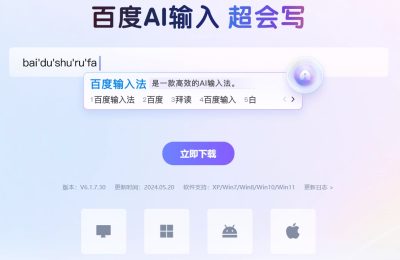 百度AI输入 超会写
bai'du'shu'ru'fa
百度输入法 是一款高效的AI输入法。
1百度输入法 2百度 3拜读 4百度输入 5白
立即下载
版本：V6.1.7.30 更新时间：2024.05.20 软件支持：XP/Win7/Win8/Win10/Win11 更新日志 >